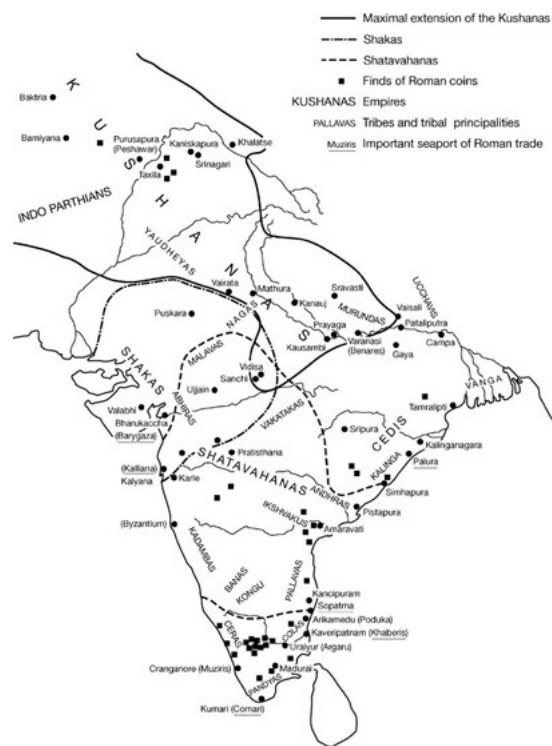 Maximal extension of the Kushanas
Shakas
Shatavahanas
Finds of Roman coins
KUSHANAS Empires
PALLAVAS Tribes and tribal principalities
Muziris Important seaport of Roman trade
KUSHANAS
Baktria
Bamiyana
Purusapura
(Peshawar)
Kaniskapura
Khalatse
Srinagari
Taxila
INDO PARTHIANS
YAUDHEYAS
Vairata
Mathura
Sravasti
Kanauj
MURUNDAS
UCCHAVIS
Vaisali
Puskara
NAGAS
Prayaga
Pataliputra
Kausambi
Varanasi
(Benares)
Gaya
Campa
MALAVAS
SHAKAS
Vidisa
Sanchi
VANGA
Ujjain
ABHIRAS
VAKATAKAS
Tamralipti
Valabhi
Bharukaccha
(Barygaza)
Sripura
CEDIS
Kalinganagara
Pratisthana
(Kalliana)
Kalyana
Karle
SHATAVAHANAS
KALINGA
Palura
ANDHRAS
Simhapura
IKSHVAKUS
Pistapura
(Byzantium)
Amaravati
KADAMBAS
BANAS
KONGU
PALLAVAS
Kancipuram
Sopatma
Arikamedu (Poduka)
CERAS
COLAS
Kaveripatnam (Khaberis)
Uraiyur (Argaru)
Cranganore (Muziris)
Madurai
PANDYAS
Kumari (Comari)